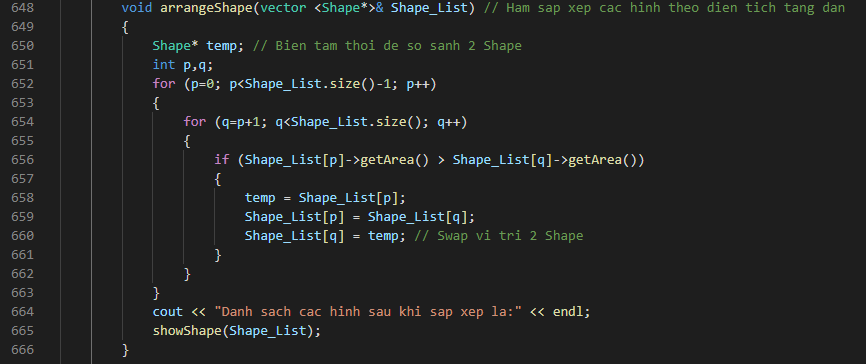 648 void arrangeShape(vector <Shape*>& Shape_List) // Ham sap xep cac hinh theo dien tich tang dan
649 {
650 Shape* temp; // Bien tam thoi de so sanh 2 Shape
651 int p,q;
652 for (p=0; p<Shape_List.size()-1; p++)
653 {
654 for (q=p+1; q<Shape_List.size(); q++)
655 {
656 if (Shape_List[p]->getArea() > Shape_List[q]->getArea())
657 {
658 temp = Shape_List[p];
659 Shape_List[p] = Shape_List[q];
660 Shape_List[q] = temp; // Swap vi tri 2 Shape
661 }
662 }
663 }
664 cout << "Danh sach cac hinh sau khi sap xep la:" << endl;
665 showShape(Shape_List);
666 }